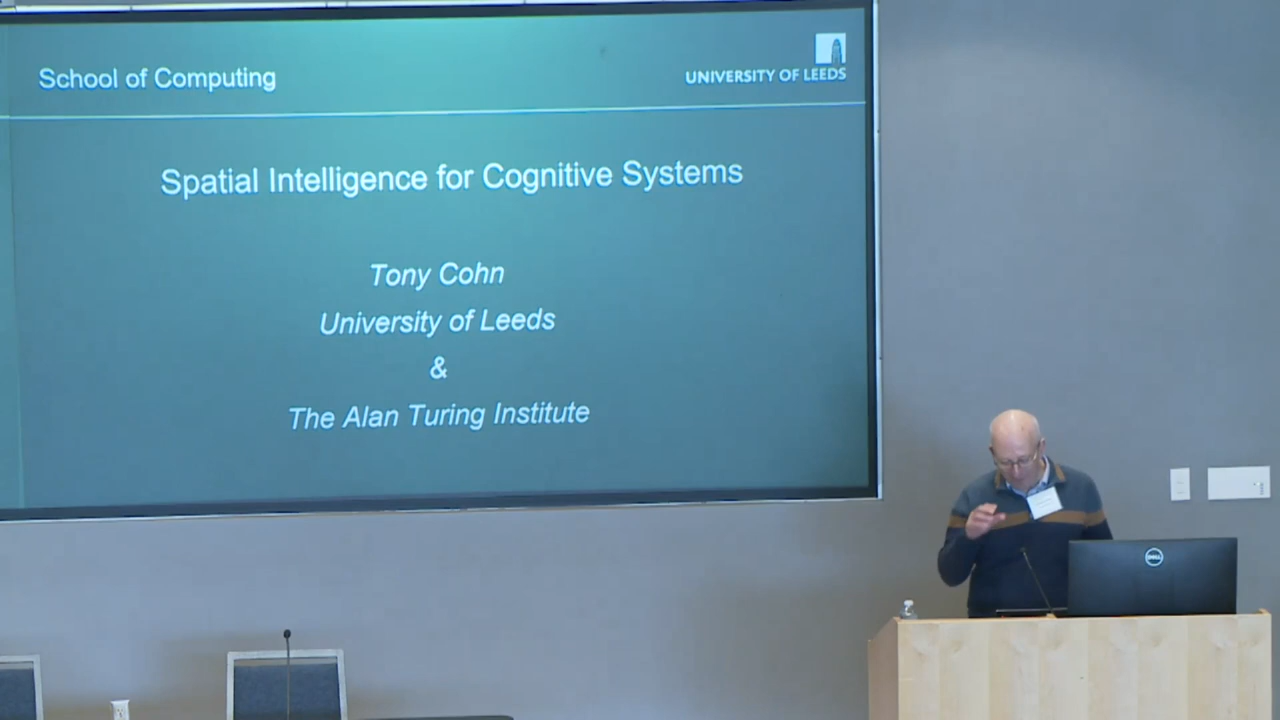 School of Computing
UNIVERSITY OF LEEDS
Spatial Intelligence for Cognitive Systems
Tony Cohn
University of Leeds
&
The Alan Turing Institute
DELL